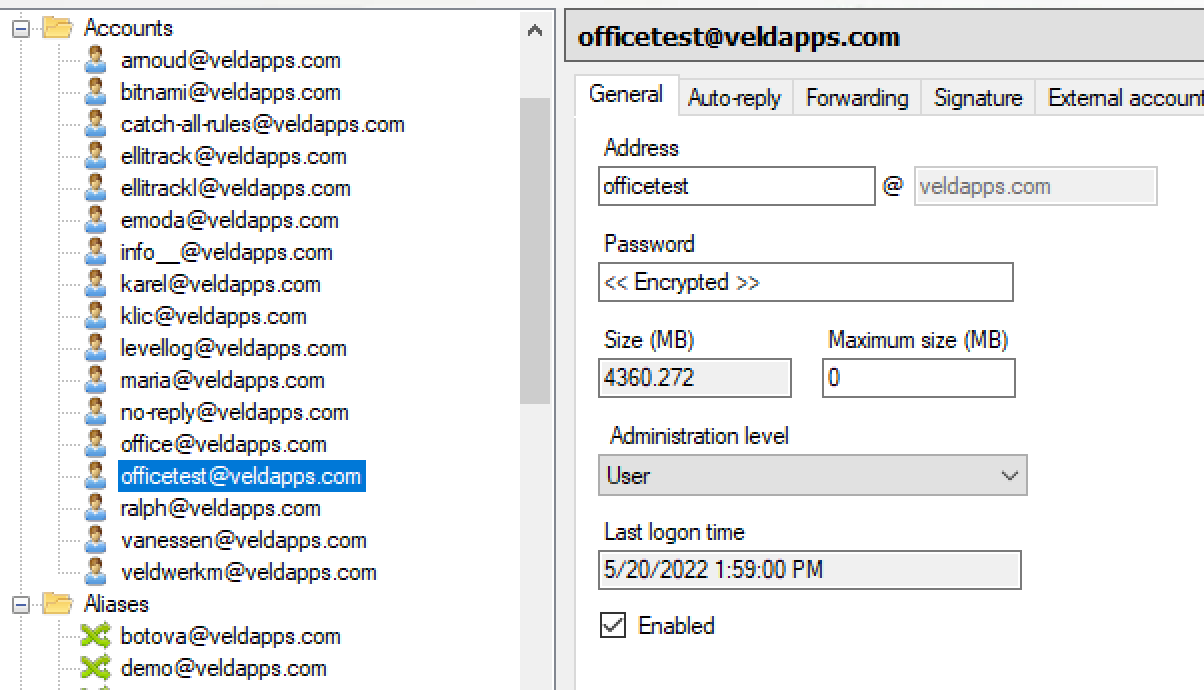 Accounts
arnoud@veldapps.com
bitnami@veldapps.com
catch-all-rules@veldapps.com
ellitrack@veldapps.com
ellitrackl@veldapps.com
emoda@veldapps.com
info__@veldapps.com
karel@veldapps.com
klic@veldapps.com
levellog@veldapps.com
maria@veldapps.com
no-reply@veldapps.com
office@veldapps.com
officetest@veldapps.com
ralph@veldapps.com
vanessen@veldapps.com
veldwerkm@veldapps.com
Aliases
botova@veldapps.com
demo@veldapps.com
officetest@veldapps.com
General Auto-reply Forwarding Signature External account
Address
officetest @ veldapps.com
Password
<< Encrypted >>
Size (MB) Maximum size (MB)
4360.272 0
Administration level
User
Last logon time
5/20/2022 1:59:00 PM
Enabled